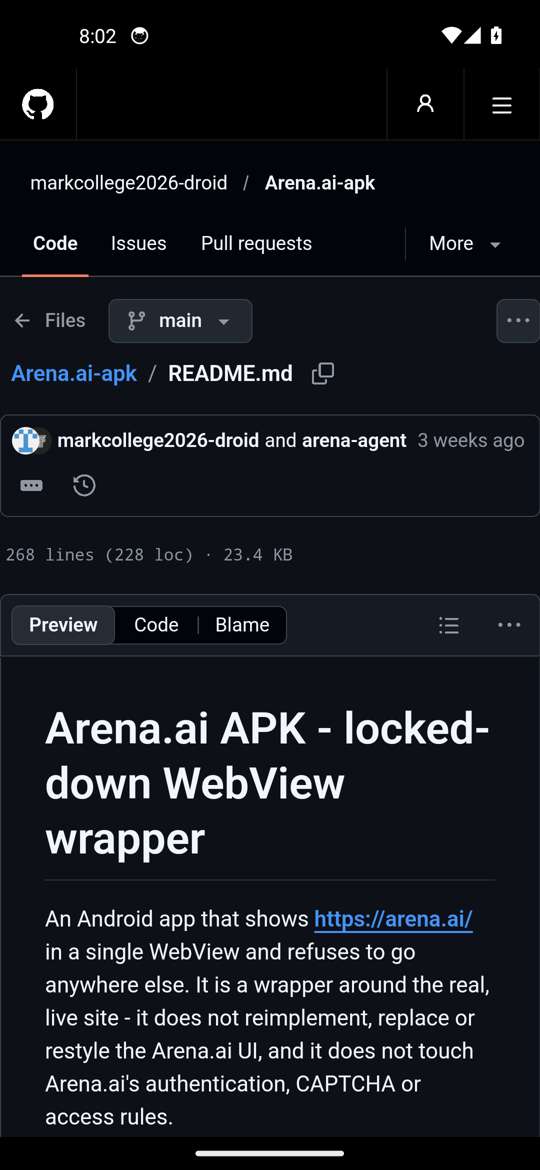 8:02
markcollege2026-droid / Arena.ai-apk
Code Issues Pull requests More
Files main
Arena.ai-apk / README.md
markcollege2026-droid and arena-agent 3 weeks ago
268 lines (228 loc) · 23.4 KB
Preview Code Blame
Arena.ai APK - locked-
down WebView
wrapper
An Android app that shows https://arena.ai/
in a single WebView and refuses to go
anywhere else. It is a wrapper around the real,
live site - it does not reimplement, replace or
restyle the Arena.ai UI, and it does not touch
Arena.ai's authentication, CAPTCHA or
access rules.